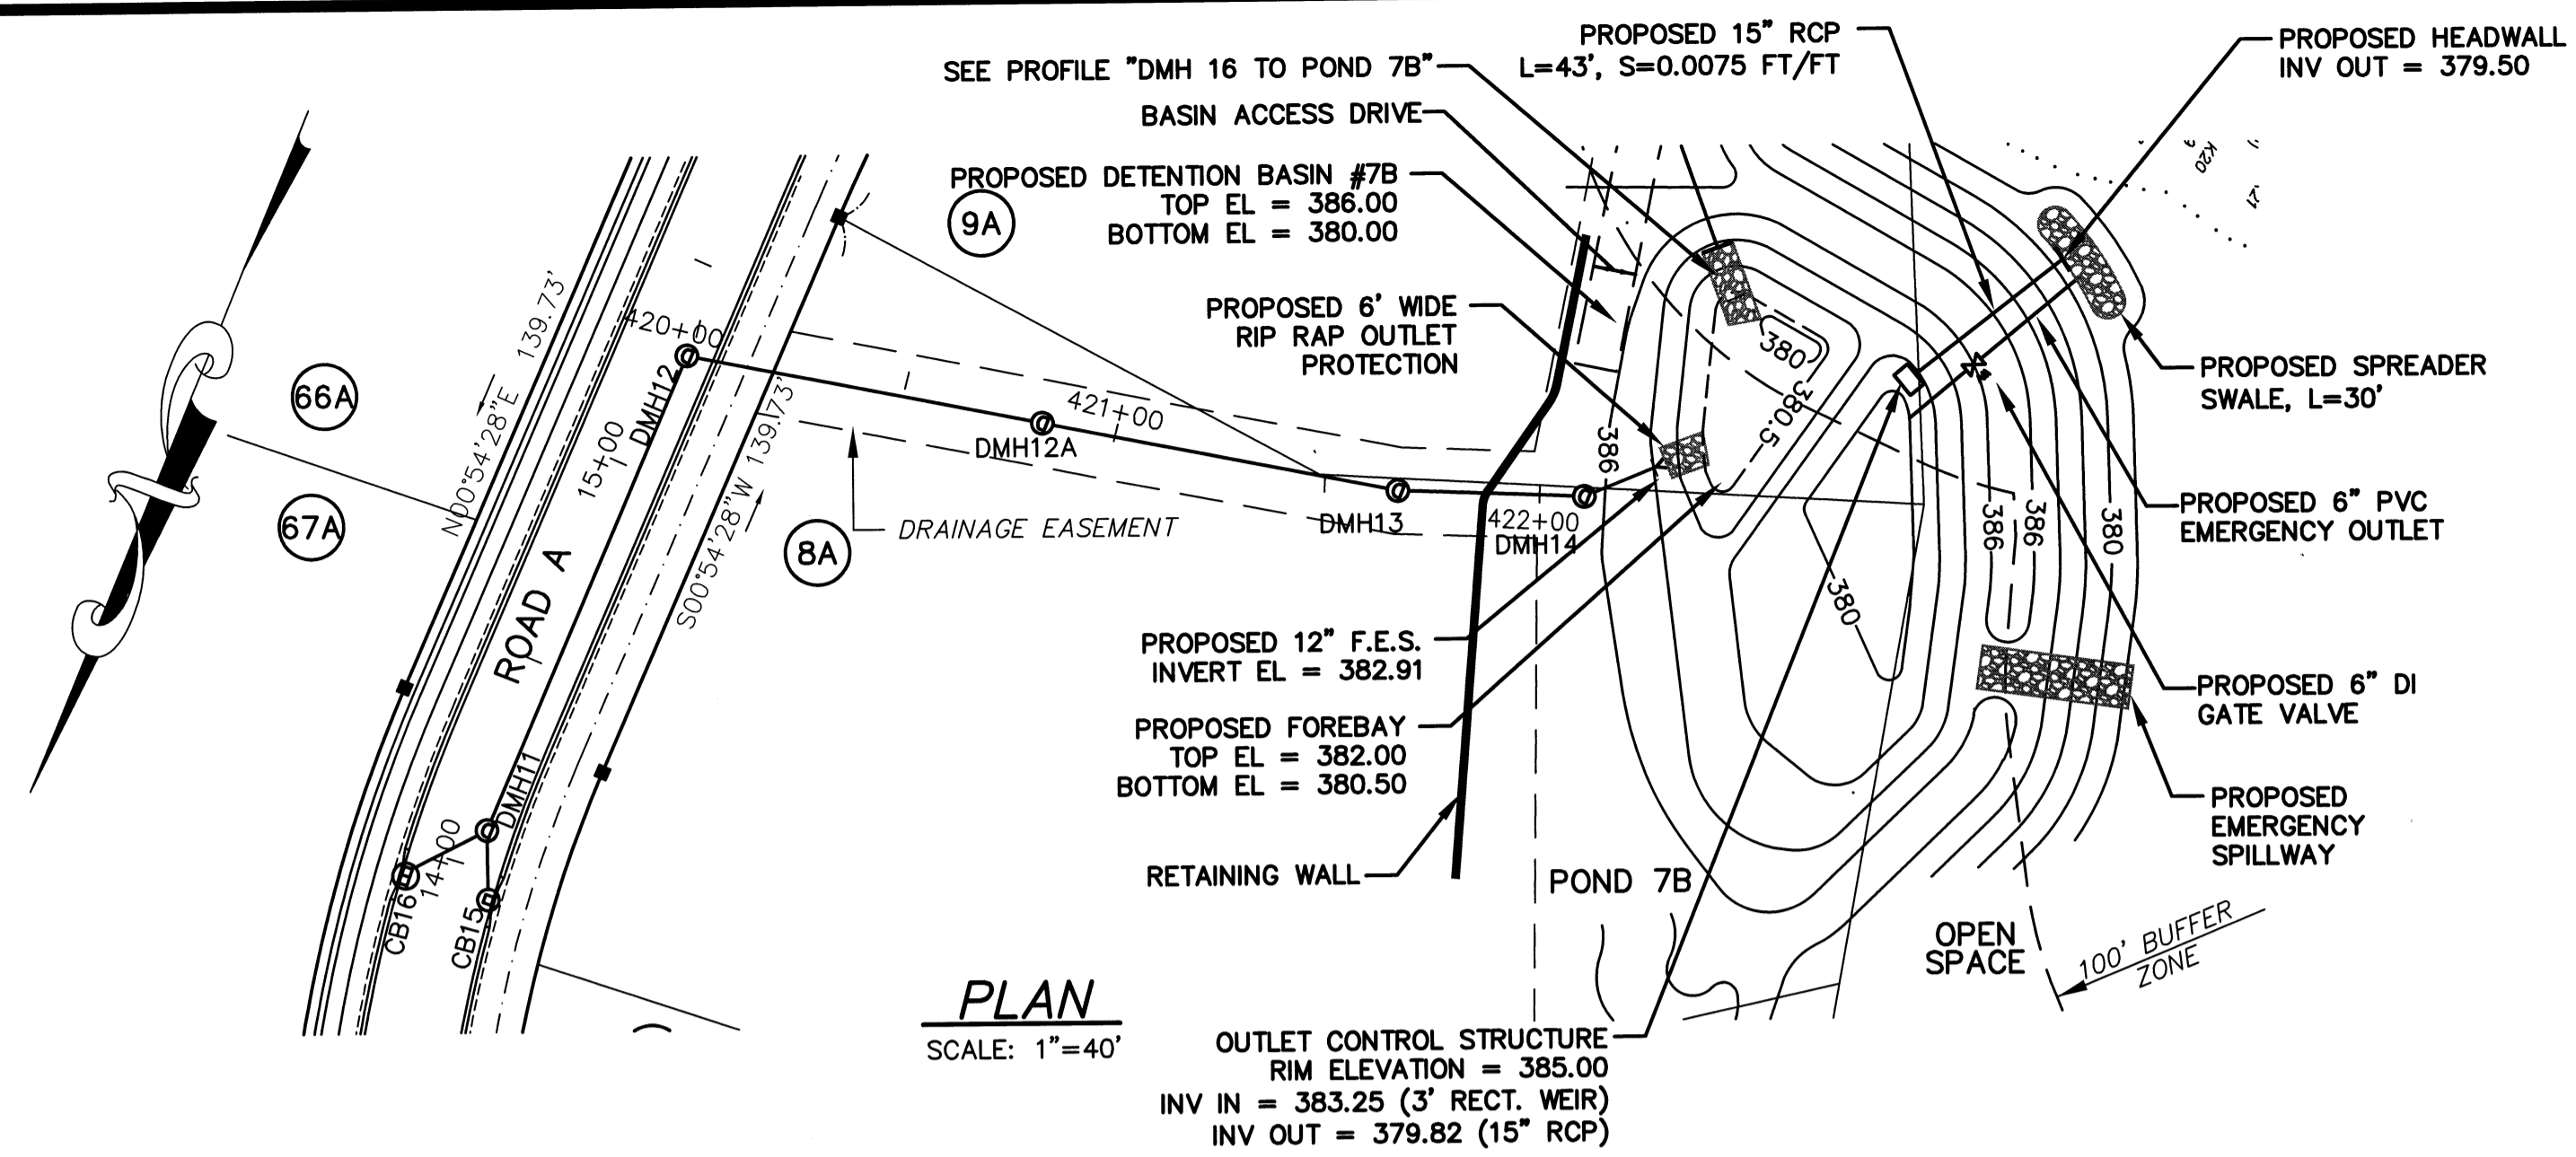 PROPOSED 15" RCP
L=43', S=0.0075 FT/FT
PROPOSED HEADWALL
INV OUT = 379.50
SEE PROFILE "DMH 16 TO POND 7B"
BASIN ACCESS DRIVE
PROPOSED DETENTION BASIN #7B
TOP EL = 386.00
BOTTOM EL = 380.00
9A
K20
PROPOSED 6' WIDE
RIP RAP OUTLET
PROTECTION
420+00
DMH12
15+00
N00°54'28"E 139.73'
S00°54'28"W 139.73'
66A
67A
421+00
DMH12A
DRAINAGE EASEMENT
8A
DMH13
422+00
DMH14
386
380
380.5
380
386
386
380
PROPOSED SPREADER
SWALE, L=30'
PROPOSED 6" PVC
EMERGENCY OUTLET
ROAD A
PROPOSED 12" F.E.S.
INVERT EL = 382.91
PROPOSED 6" DI
GATE VALVE
PROPOSED FOREBAY
TOP EL = 382.00
BOTTOM EL = 380.50
PROPOSED
EMERGENCY
SPILLWAY
DMH11
14+00
CB16
CB15
RETAINING WALL
POND 7B
OPEN
SPACE
100' BUFFER
ZONE
PLAN
SCALE: 1"=40'
OUTLET CONTROL STRUCTURE
RIM ELEVATION = 385.00
INV IN = 383.25 (3' RECT. WEIR)
INV OUT = 379.82 (15" RCP)